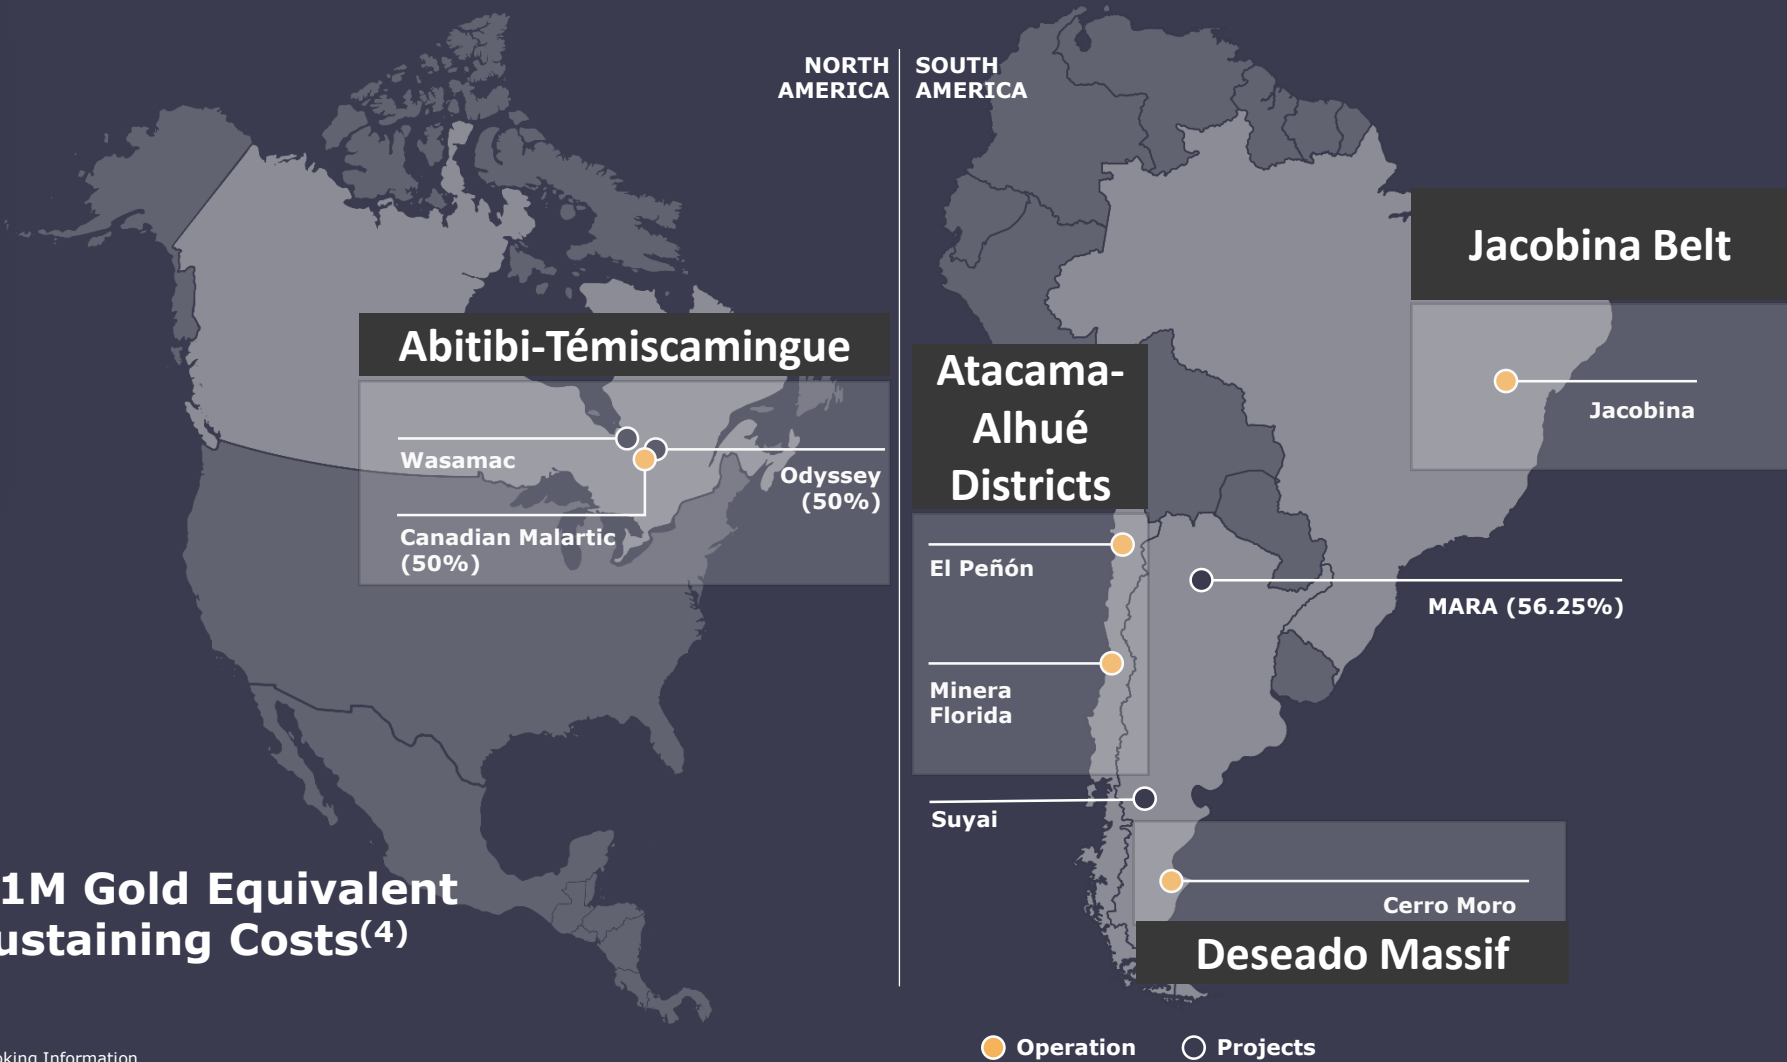 NORTH
AMERICA
SOUTH
AMERICA
Abitibi-Témiscamingue
Wasamac
Odyssey
(50%)
Canadian Malartic
(50%)
Jacobina Belt
Jacobina
Atacama-
Alhué
Districts
El Peñón
MARA (56.25%)
Minera
Florida
Suyai
Cerro Moro
Deseado Massif
1M Gold Equivalent
ustaining Costs(4)
Operation
Projects
oking Information